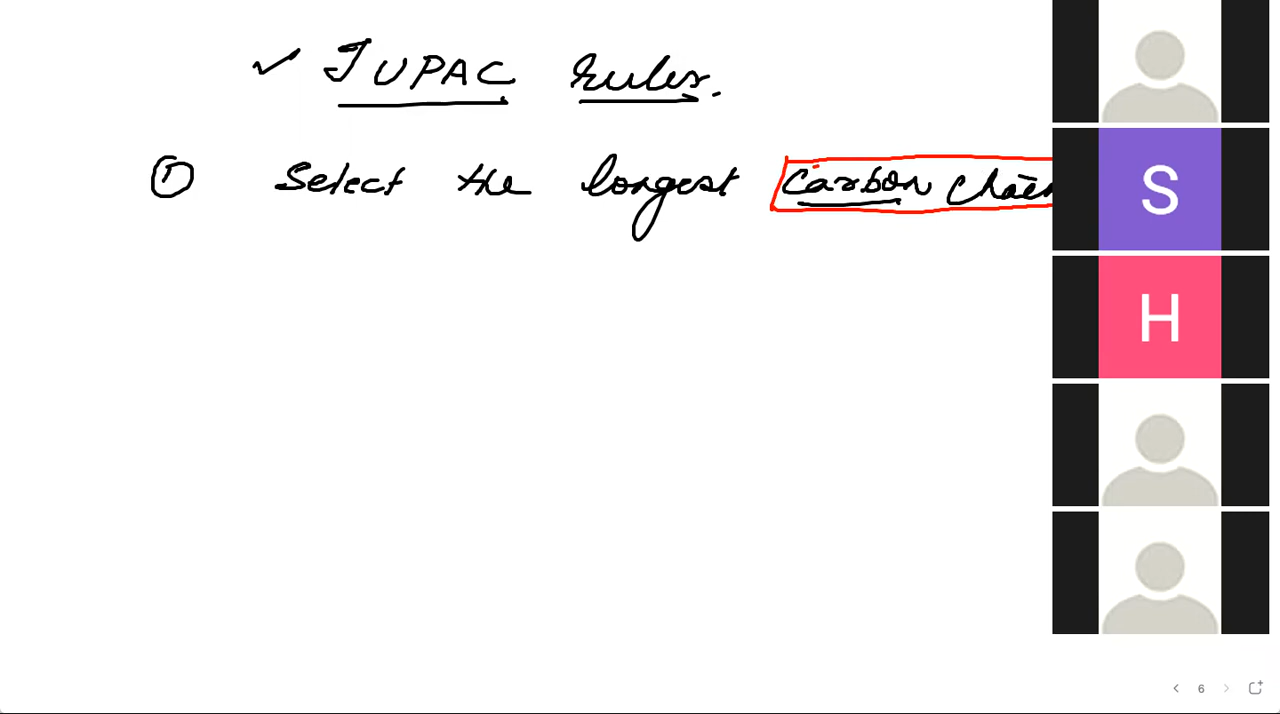 ✓ IUPAC Rules.
① Select the longest Carbon Chain
S
H
< 6 >